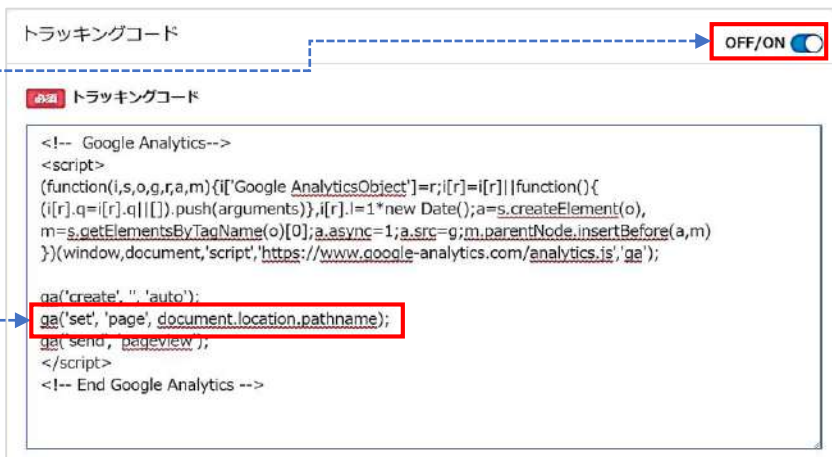 トラッキングコード
OFF/ON
必須 トラッキングコード
<!-- Google Analytics-->
<script>
(function(i,s,o,g,r,a,m){i['Google AnalyticsObject']=r;i[r]=i[r]||function(){
(i[r].q=i[r].q||[]).push(arguments)},i[r].l=1*new Date();a=s.createElement(o),
m=s.getElementsByTagName(o)[0];a.async=1;a.src=g;m.parentNode.insertBefore(a,m)
})(window,document,'script','https://www.google-analytics.com/analytics.js','ga');
ga('create', '', 'auto');
ga('set', 'page', document.location.pathname);
ga('send', 'pageview');
</script>
<!-- End Google Analytics -->